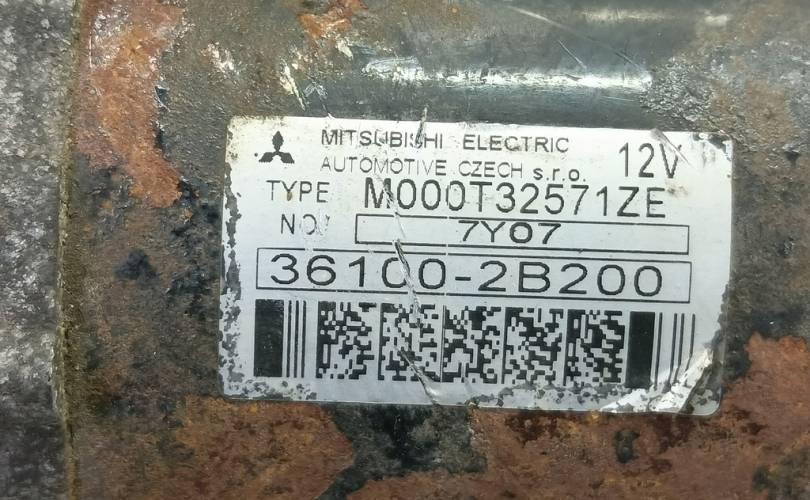 MITSUBISHI ELECTRIC
AUTOMOTIVE CZECH s.r.o. 12V
TYPE M000T32571ZE
NO. 7Y07
36100-2B200